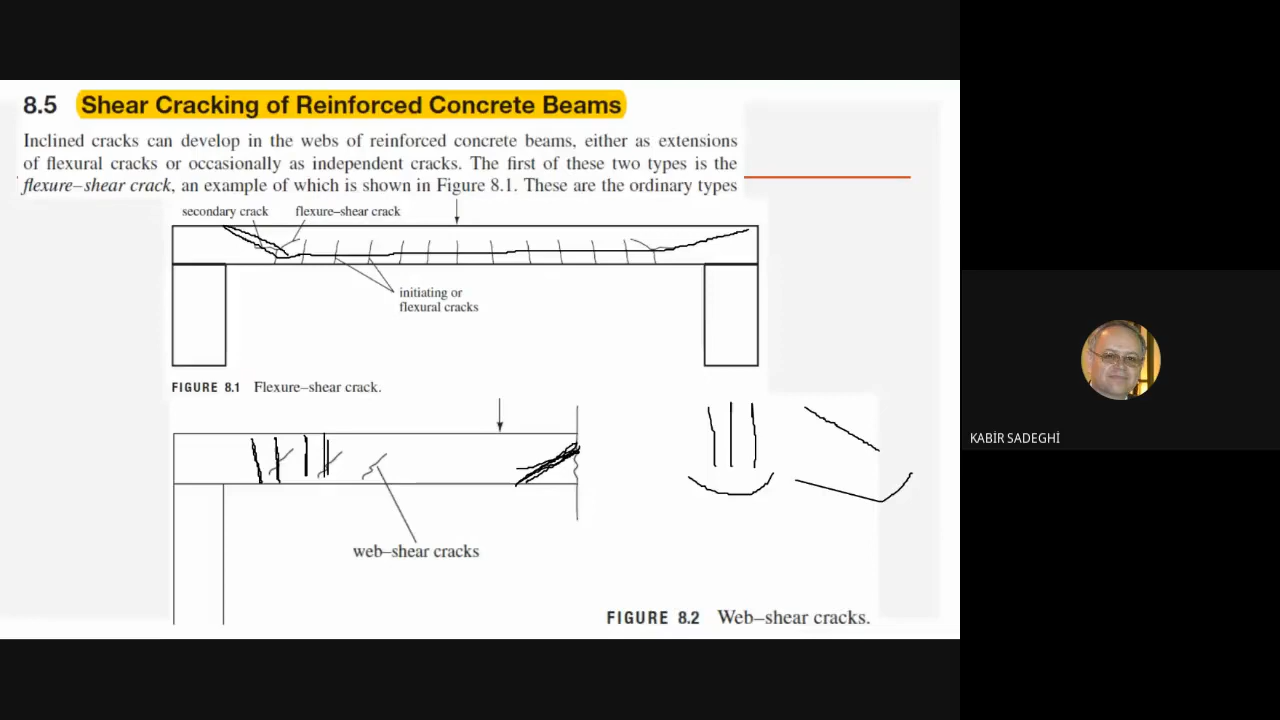 8.5 Shear Cracking of Reinforced Concrete Beams
Inclined cracks can develop in the webs of reinforced concrete beams, either as extensions
of flexural cracks or occasionally as independent cracks. The first of these two types is the
flexure–shear crack, an example of which is shown in Figure 8.1. These are the ordinary types
secondary crack flexure–shear crack
initiating or
flexural cracks
FIGURE 8.1 Flexure–shear crack.
KABİR SADEGHİ
web–shear cracks
FIGURE 8.2 Web–shear cracks.